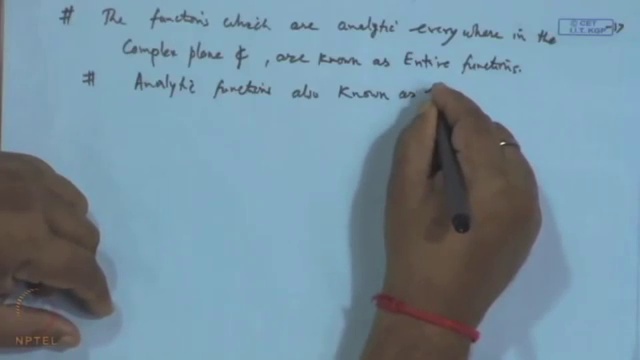 # The functions which are analytic everywhere in the
Complex plane ₵, are known as Entire functions.
# Analytic functions also known as
© CET
I.I.T. KGP
NPTEL